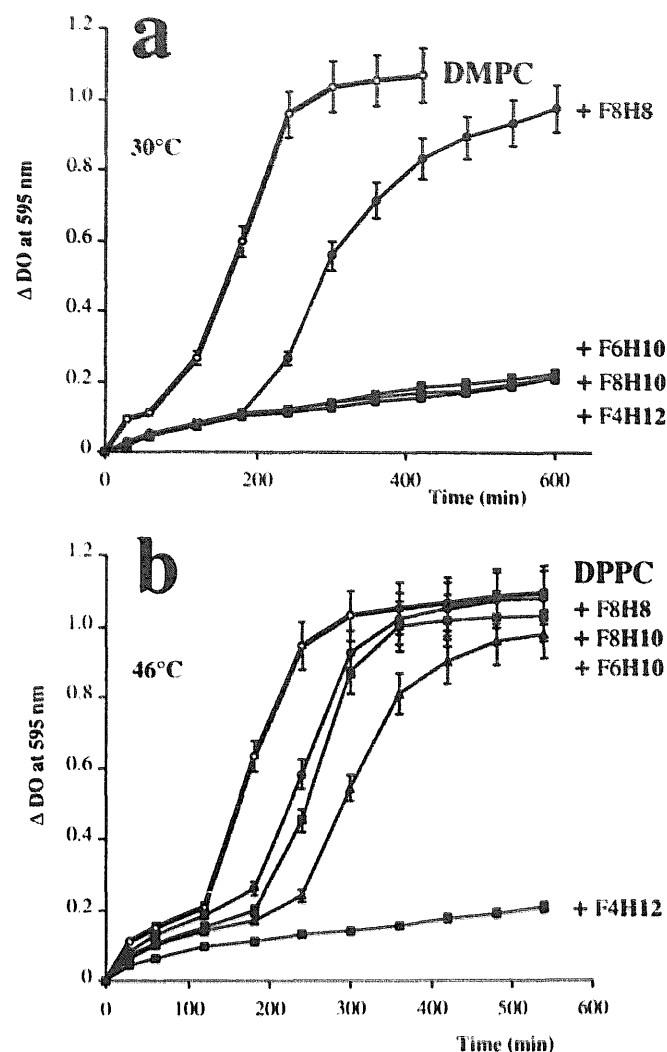 a
1.2
DMPC
1.0
+ F8H8
30°C
0.8
Δ DO at 595 nm
0.6
0.4
+ F6H10
+ F8H10
0.2
+ F4H12
0
0 200 400 600
Time (min)
b
1.2
DPPC
+ F8H8
1.0
+ F8H10
46°C
+ F6H10
0.8
Δ DO at 595 nm
0.6
0.4
0.2
+ F4H12
0
0 100 200 300 400 500 600
Time (min)